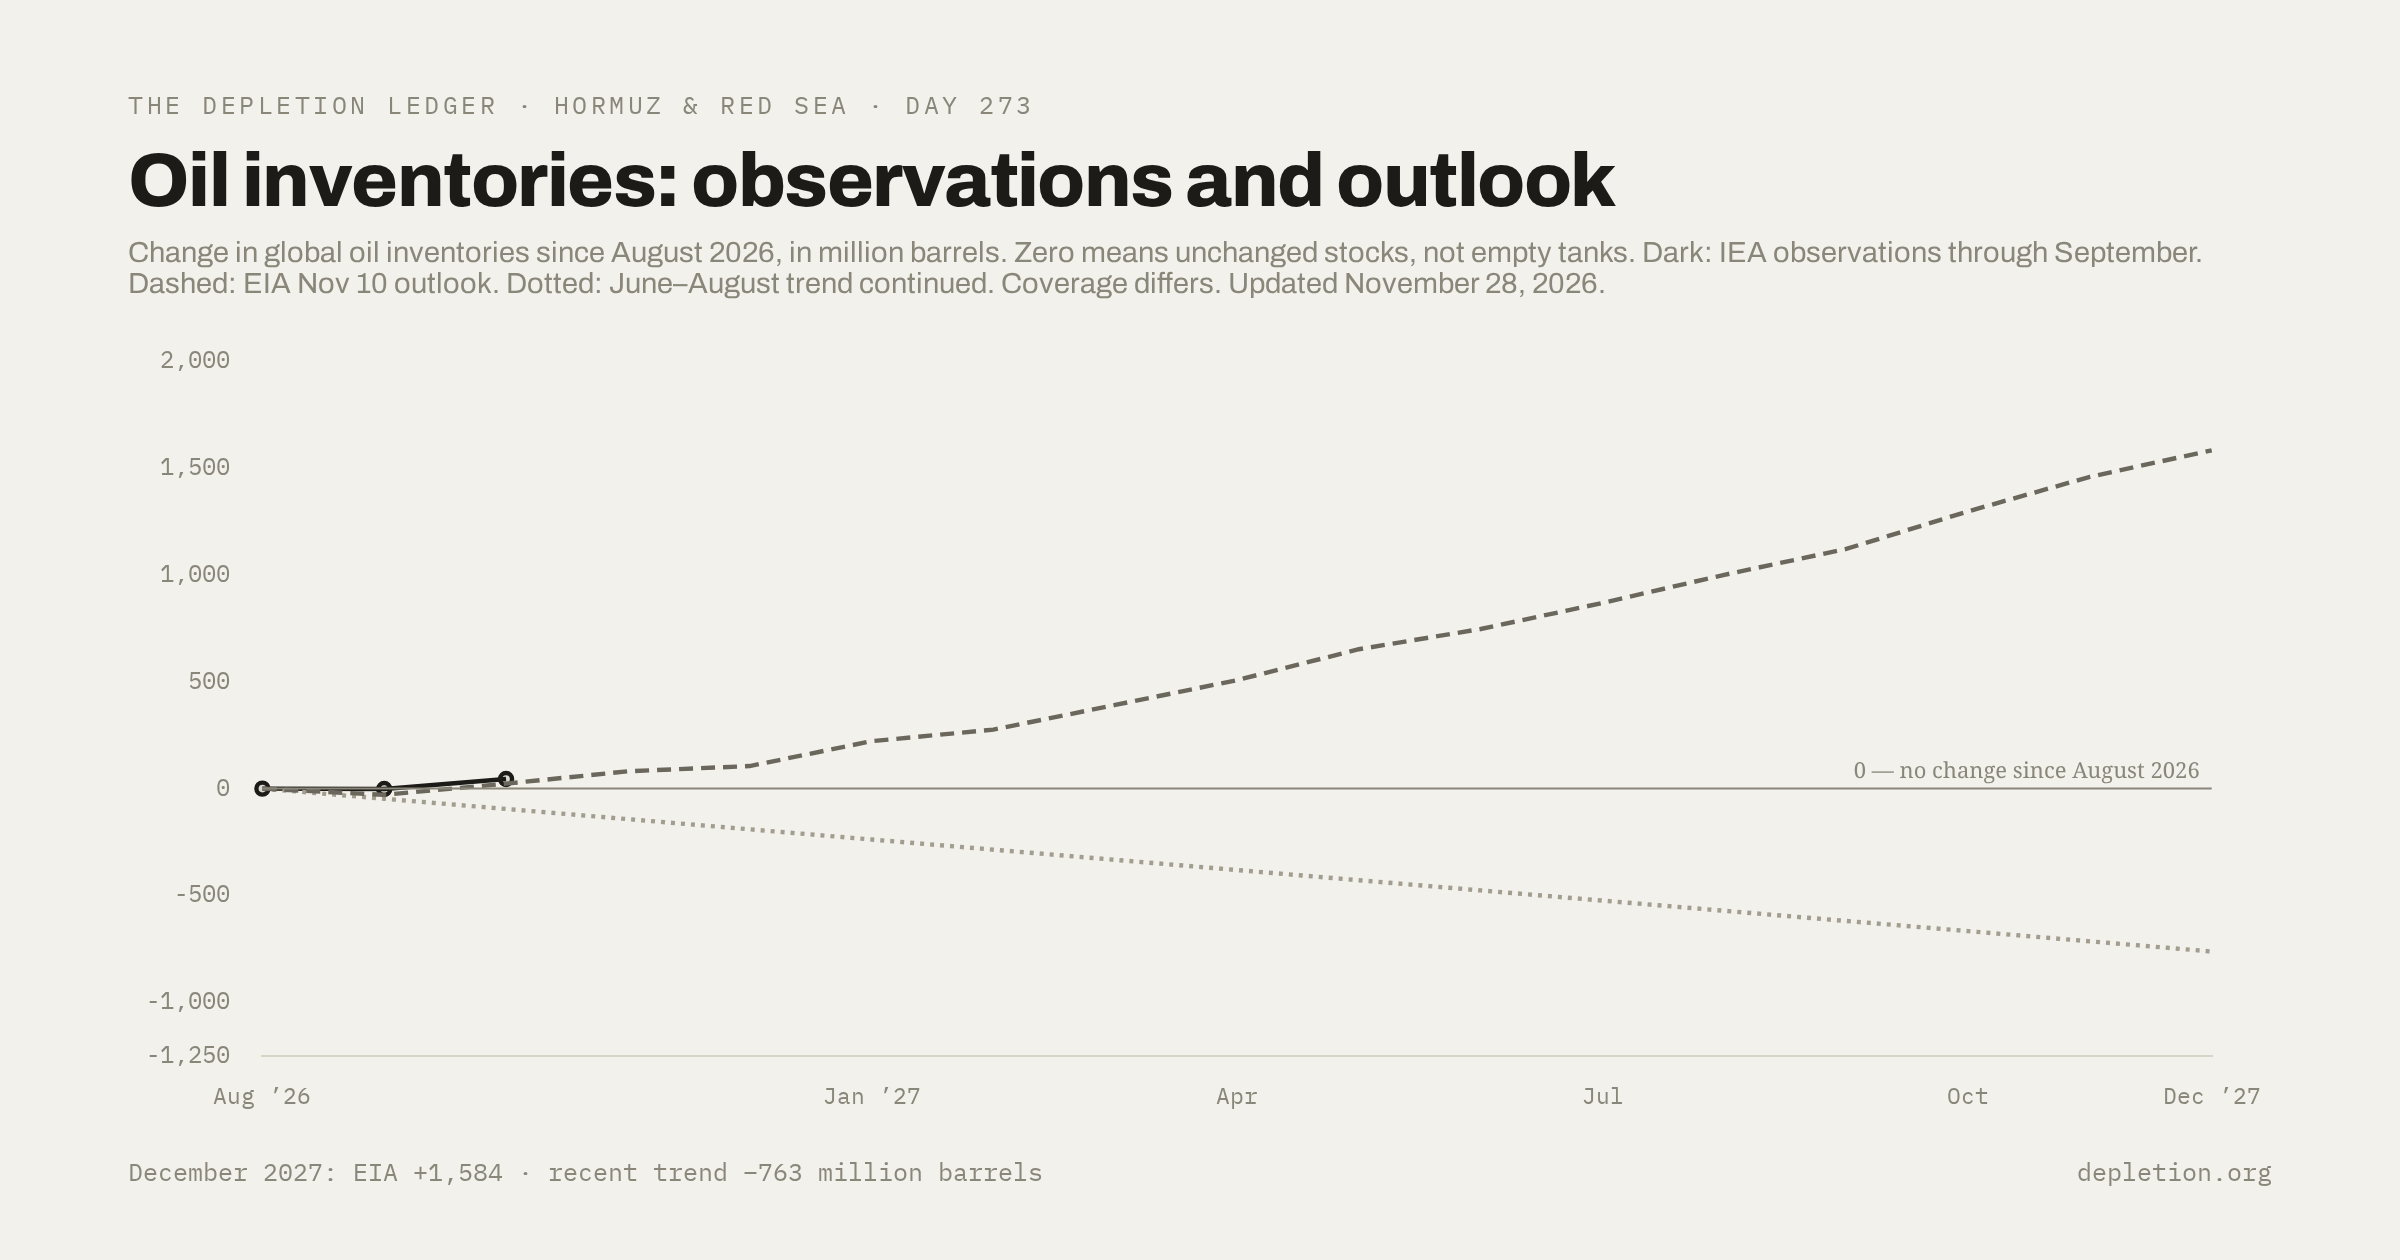 THE DEPLETION LEDGER · HORMUZ & RED SEA · DAY 273
Oil inventories: observations and outlook
Change in global oil inventories since August 2026, in million barrels. Zero means unchanged stocks, not empty tanks. Dark: IEA observations through September.
Dashed: EIA Nov 10 outlook. Dotted: June–August trend continued. Coverage differs. Updated November 28, 2026.
2,000
1,500
1,000
500
0 — no change since August 2026
0
-500
-1,000
-1,250
Aug ’26 Jan ’27 Apr Jul Oct Dec ’27
December 2027: EIA +1,584 · recent trend −763 million barrels
depletion.org